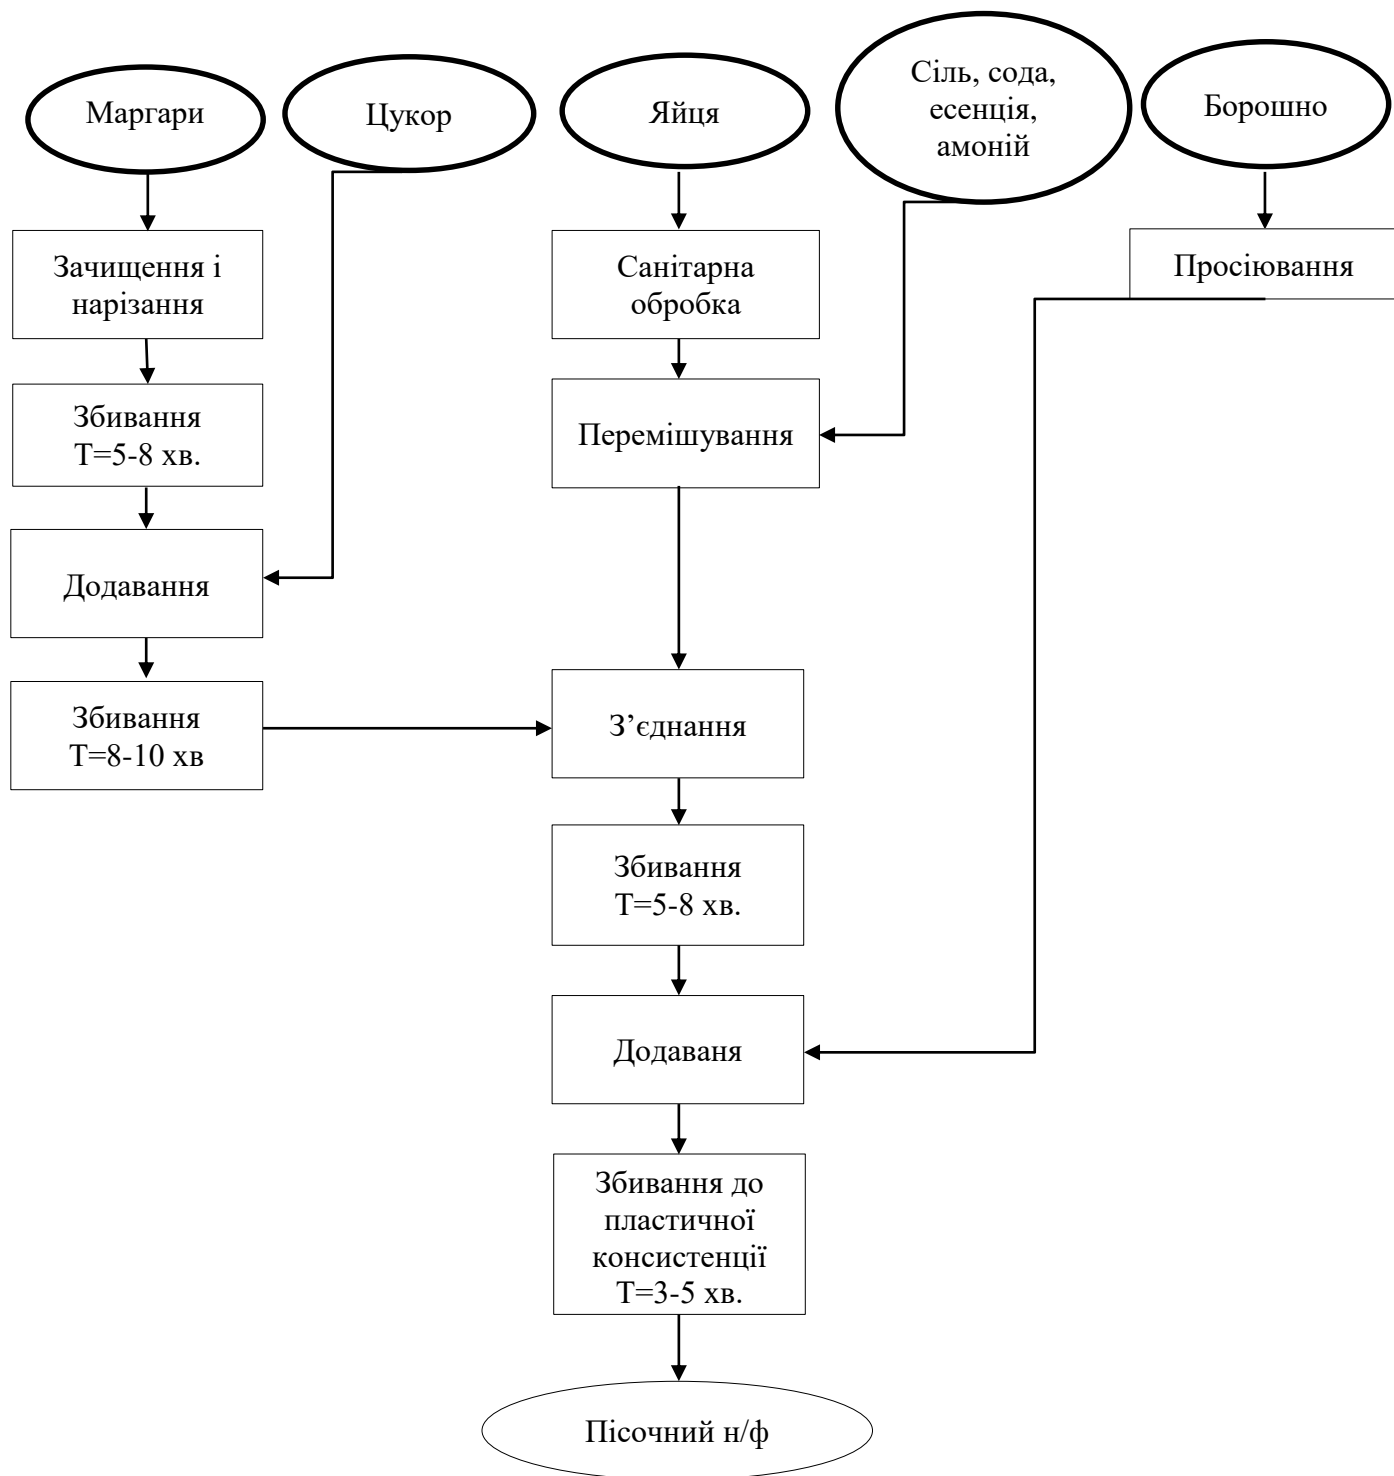 Маргари
Цукор
Яйця
Сіль, сода,
есенція,
амоній
Борошно
Зачищення і
нарізання
Санітарна
обробка
Просіювання
Збивання
Т=5-8 хв.
Перемішування
Додавання
Збивання
Т=8-10 хв
З’єднання
Збивання
Т=5-8 хв.
Додаваня
Збивання до
пластичної
консистенції
Т=3-5 хв.
Пісочний н/ф